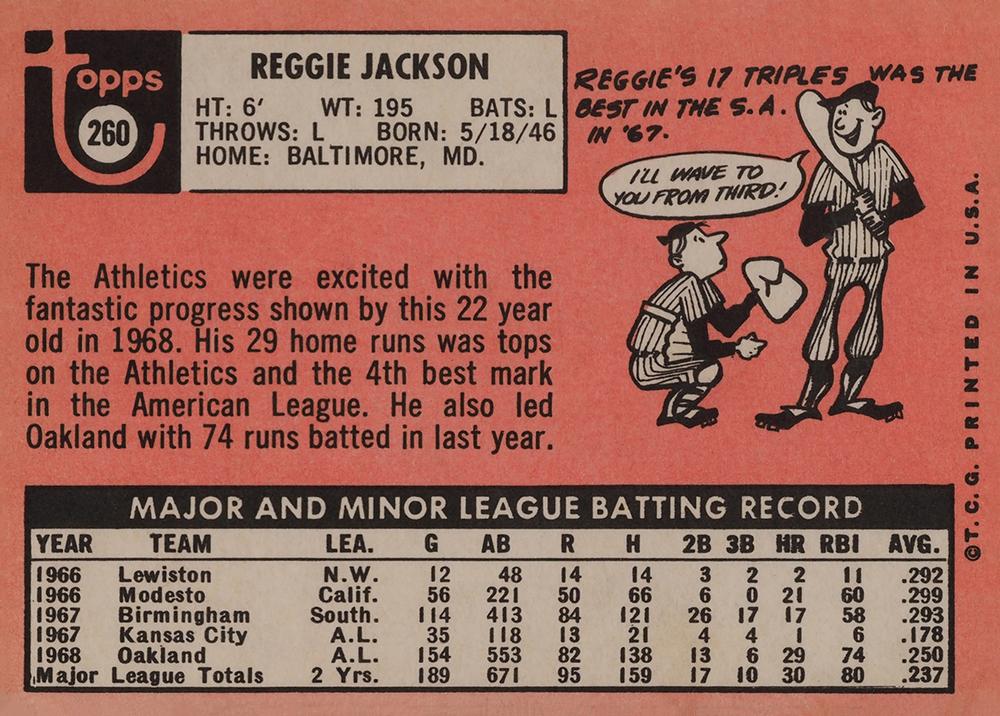 Topps
260
REGGIE JACKSON
HT: 6' WT: 195 BATS: L
THROWS: L BORN: 5/18/46
HOME: BALTIMORE, MD.
REGGIE'S 17 TRIPLES WAS THE
BEST IN THE S.A.
IN '67.
I'LL WAVE TO
YOU FROM THIRD!
The Athletics were excited with the
fantastic progress shown by this 22 year
old in 1968. His 29 home runs was tops
on the Athletics and the 4th best mark
in the American League. He also led
Oakland with 74 runs batted in last year.
MAJOR AND MINOR LEAGUE BATTING RECORD
YEAR TEAM LEA. G AB R H 2B 3B HR RBI AVG.
1966 Lewiston N.W. 12 48 14 14 3 2 2 11 .292
1966 Modesto Calif. 56 221 50 66 6 0 21 60 .299
1967 Birmingham South. 114 413 84 121 26 17 17 58 .293
1967 Kansas City A.L. 35 118 13 21 4 4 1 6 .178
1968 Oakland A.L. 154 553 82 138 13 6 29 74 .250
Major League Totals 2 Yrs. 189 671 95 159 17 10 30 80 .237
©T.C.G. PRINTED IN U.S.A.